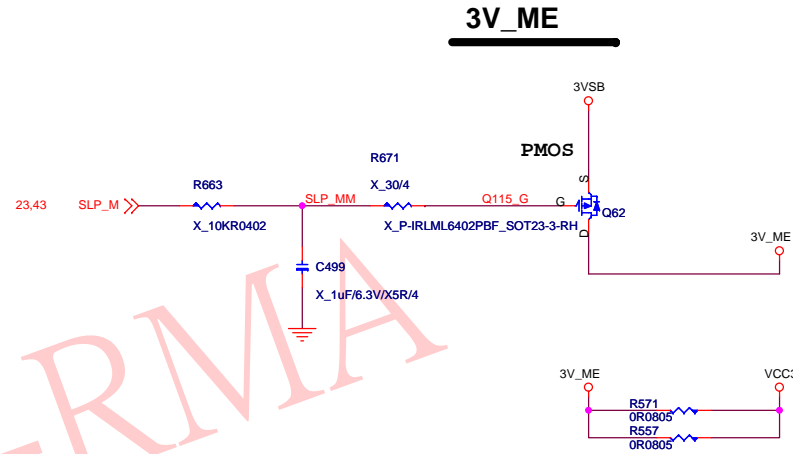 3V_ME
3VSB
PMOS
R671
R663
X_30/4
S
23,43
SLP_M
SLP_MM
Q115_G
G
Q62
X_10KR0402
X_P-IRLML6402PBF_SOT23-3-RH
D
3V_ME
C499
X_1uF/6.3V/X5R/4
3V_ME
VCC3
R571
0R0805
R557
0R0805
-RMA